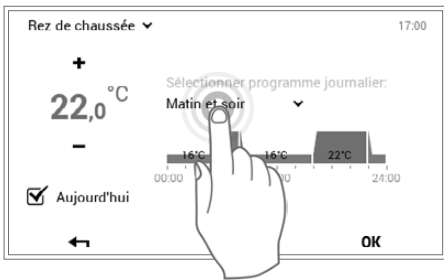 Rez de chaussée
17:00
+
22,0 °C
–
Sélectionner programme journalier:
Matin et soir
16°C 16°C 22°C
00:00 24:00
Aujourd'hui
OK